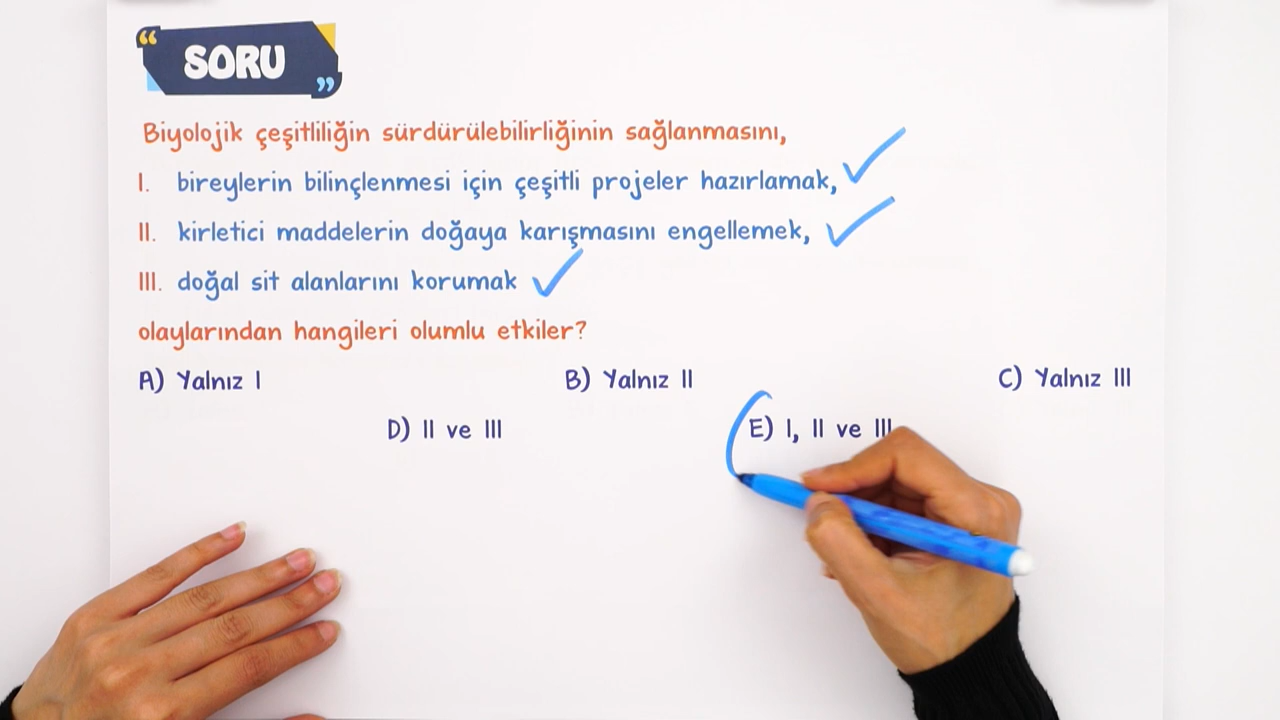 SORU
Biyolojik çeşitliliğin sürdürülebilirliğinin sağlanmasını,
I. bireylerin bilinçlenmesi için çeşitli projeler hazırlamak,
II. kirletici maddelerin doğaya karışmasını engellemek,
III. doğal sit alanlarını korumak
olaylarından hangileri olumlu etkiler?
A) Yalnız I B) Yalnız II C) Yalnız III
D) II ve III E) I, II ve III